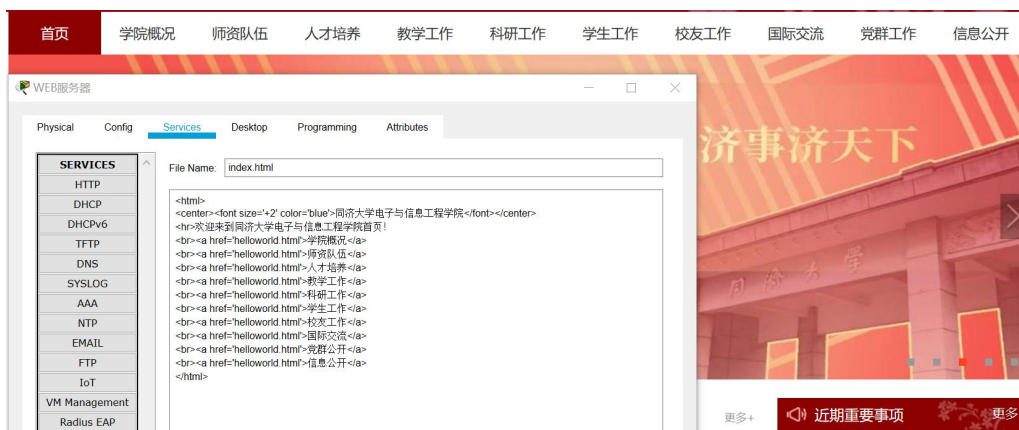 首页 学院概况 师资队伍 人才培养 教学工作 科研工作 学生工作 校友工作 国际交流 党群工作 信息公开
WEB服务器
Physical Config Services Desktop Programming Attributes
SERVICES
HTTP
DHCP
DHCPv6
TFTP
DNS
SYSLOG
AAA
NTP
EMAIL
FTP
IoT
VM Management
Radius EAP
File Name: index.html
<html>
<center><font size='+2' color='blue'>同济大学电子与信息工程学院</font></center>
<hr>欢迎来到同济大学电子与信息工程学院首页!
<br><a href='helloworld.html'>学院概况</a>
<br><a href='helloworld.html'>师资队伍</a>
<br><a href='helloworld.html'>人才培养</a>
<br><a href='helloworld.html'>教学工作</a>
<br><a href='helloworld.html'>科研工作</a>
<br><a href='helloworld.html'>学生工作</a>
<br><a href='helloworld.html'>校友工作</a>
<br><a href='helloworld.html'>国际交流</a>
<br><a href='helloworld.html'>党群公开</a>
<br><a href='helloworld.html'>信息公开</a>
</html>
济事济天下
同济大学
更多+
近期重要事项
更多